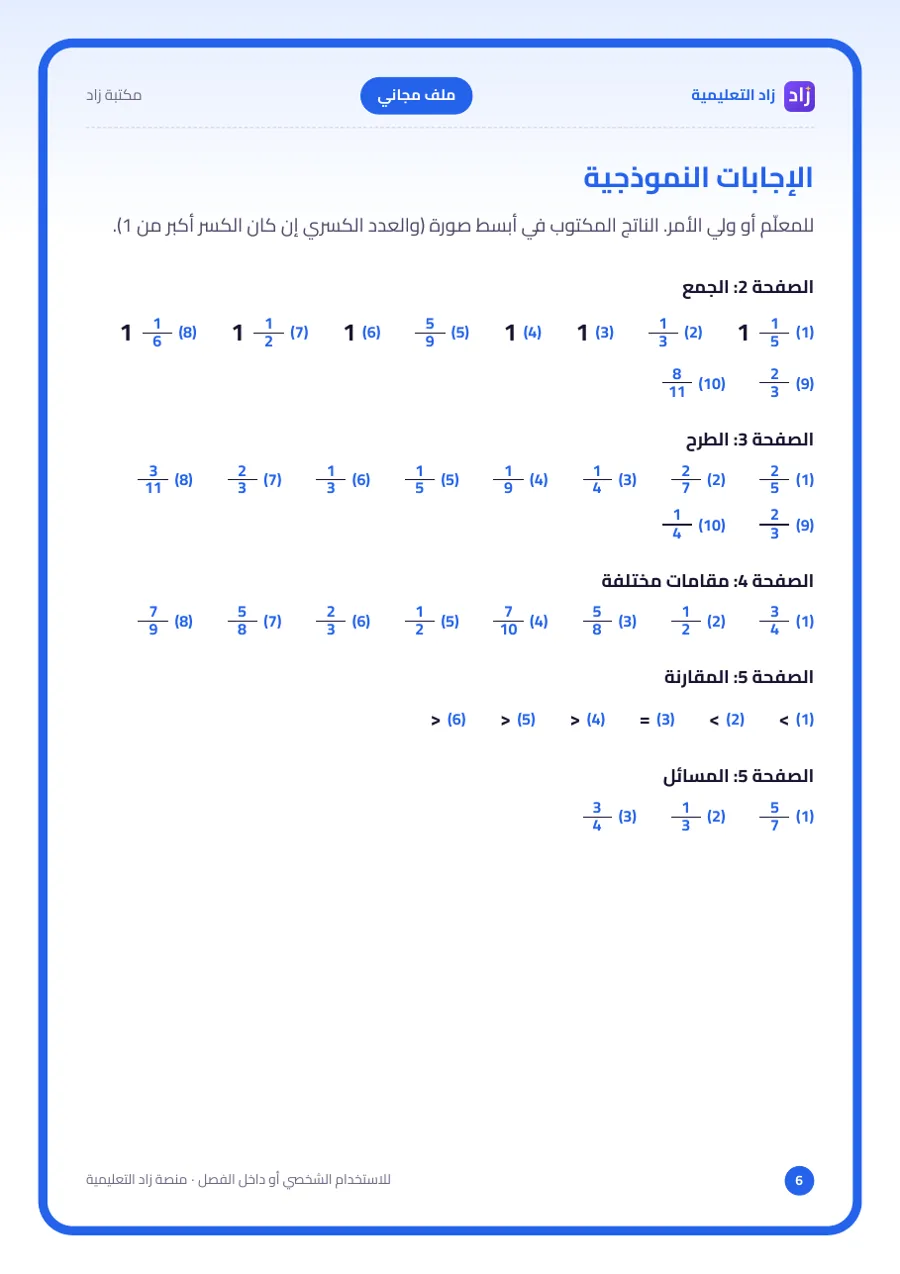 زاد زاد التعليمية ملف مجاني مكتبة زاد
الإجابات النموذجية
للمعلّم أو ولي الأمر. الناتج المكتوب في أبسط صورة (والعدد الكسري إن كان الكسر أكبر من 1).
الصفحة 2: الجمع
(1) 1 1/5 (2) 1/3 (3) 1 (4) 1 (5) 5/9 (6) 1 (7) 1 1/2 (8) 1 1/6
(9) 2/3 (10) 8/11
الصفحة 3: الطرح
(1) 2/5 (2) 2/7 (3) 1/4 (4) 1/9 (5) 1/5 (6) 1/3 (7) 2/3 (8) 3/11
(9) 2/3 (10) 1/4
الصفحة 4: مقامات مختلفة
(1) 3/4 (2) 1/2 (3) 5/8 (4) 7/10 (5) 1/2 (6) 2/3 (7) 5/8 (8) 7/9
الصفحة 5: المقارنة
(1) < (2) < (3) = (4) > (5) > (6) >
الصفحة 5: المسائل
(1) 5/7 (2) 1/3 (3) 3/4
6 للاستخدام الشخصي أو داخل الفصل · منصة زاد التعليمية